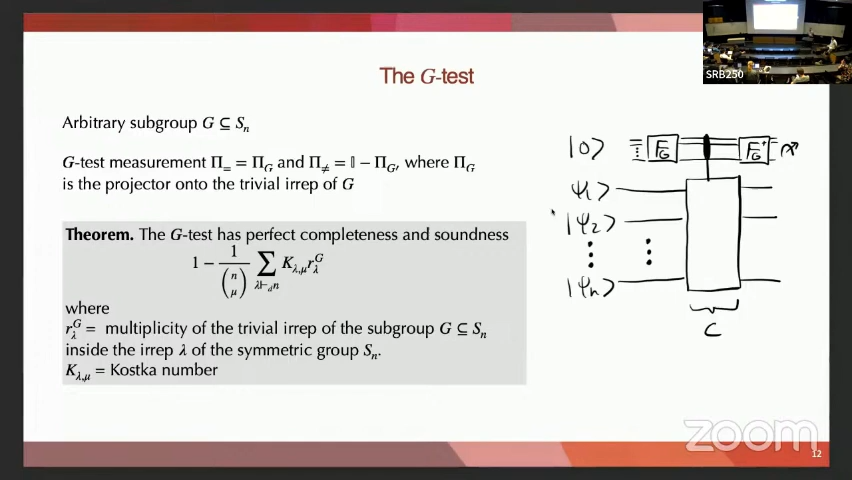 The G-test
Arbitrary subgroup G ⊆ Sₙ
G-test measurement Π₌ = Π_G and Π_≠ = 𝕀 − Π_G, where Π_G
is the projector onto the trivial irrep of G
Theorem. The G-test has perfect completeness and soundness
1 − 1/(n μ) ∑_{λ⊢_d n} K_{λ,μ} r_λ^G
where
r_λ^G = multiplicity of the trivial irrep of the subgroup G ⊆ Sₙ
inside the irrep λ of the symmetric group Sₙ.
K_{λ,μ} = Kostka number
|0⟩ F_G F_G⁺
ψ₁⟩
|ψ₂⟩
|ψₙ⟩
C
SRB250
zoom
12